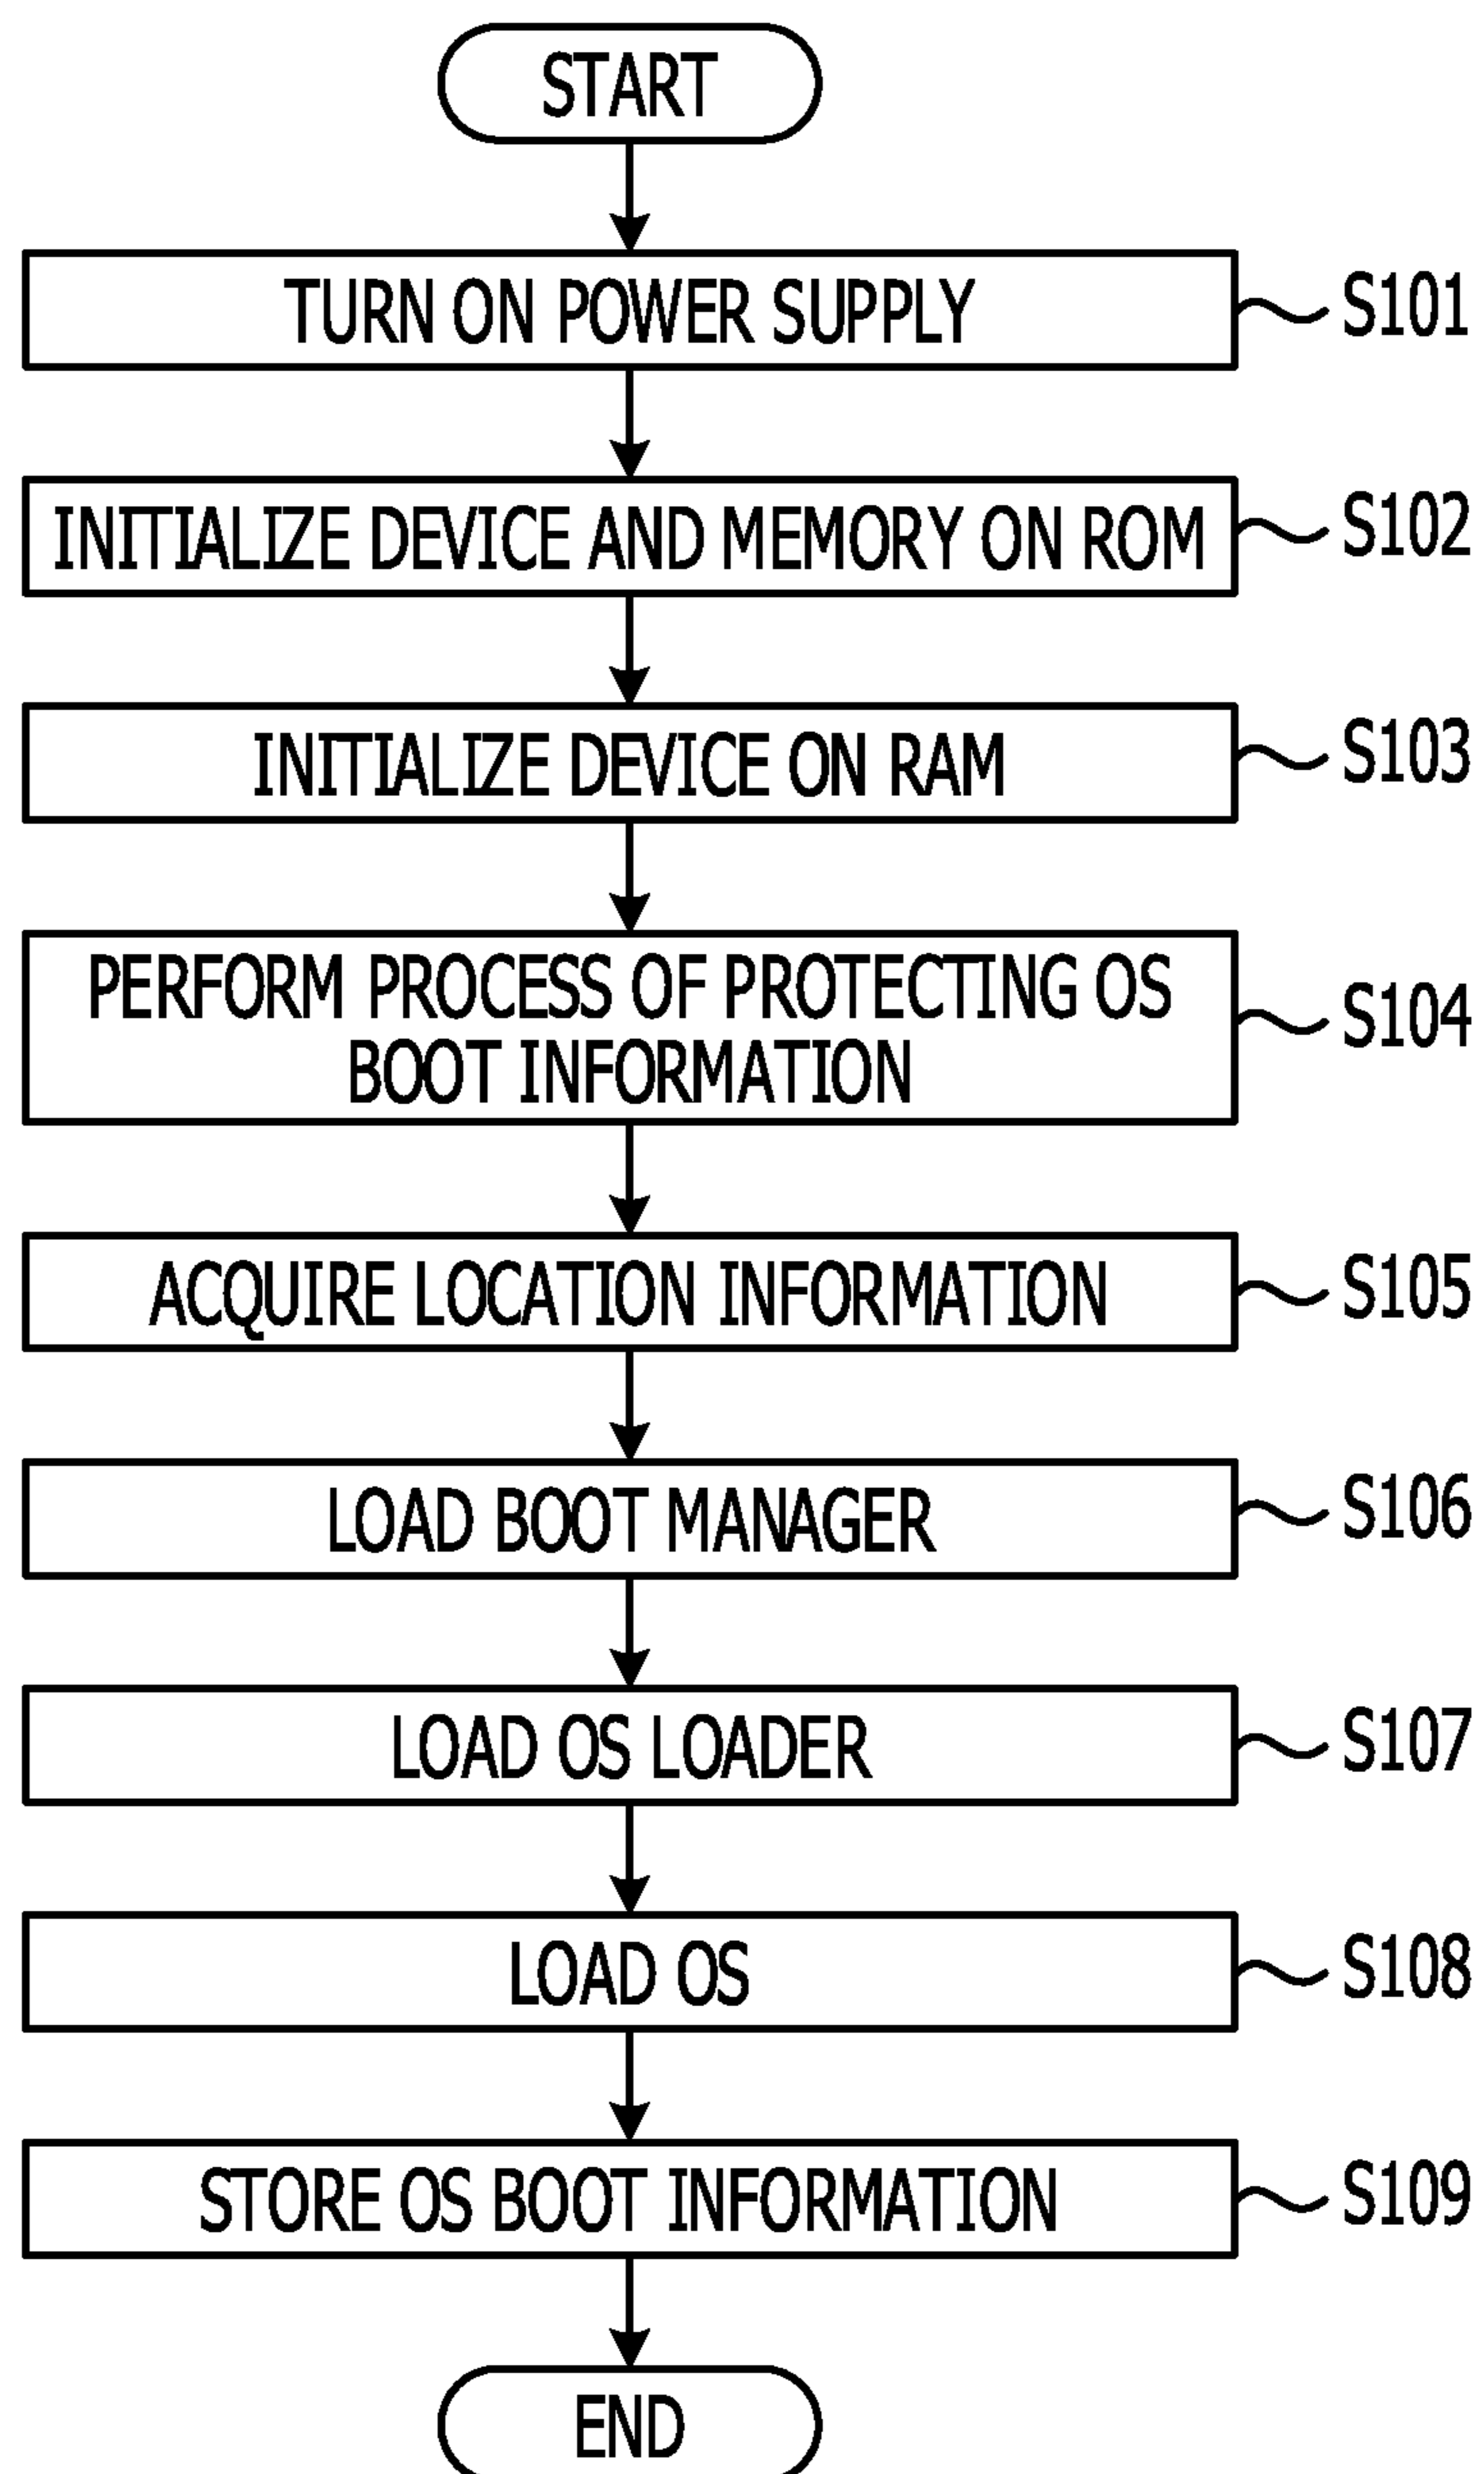 START
TURN ON POWER SUPPLY S101
INITIALIZE DEVICE AND MEMORY ON ROM S102
INITIALIZE DEVICE ON RAM S103
PERFORM PROCESS OF PROTECTING OS
BOOT INFORMATION S104
ACQUIRE LOCATION INFORMATION S105
LOAD BOOT MANAGER S106
LOAD OS LOADER S107
LOAD OS S108
STORE OS BOOT INFORMATION S109
END